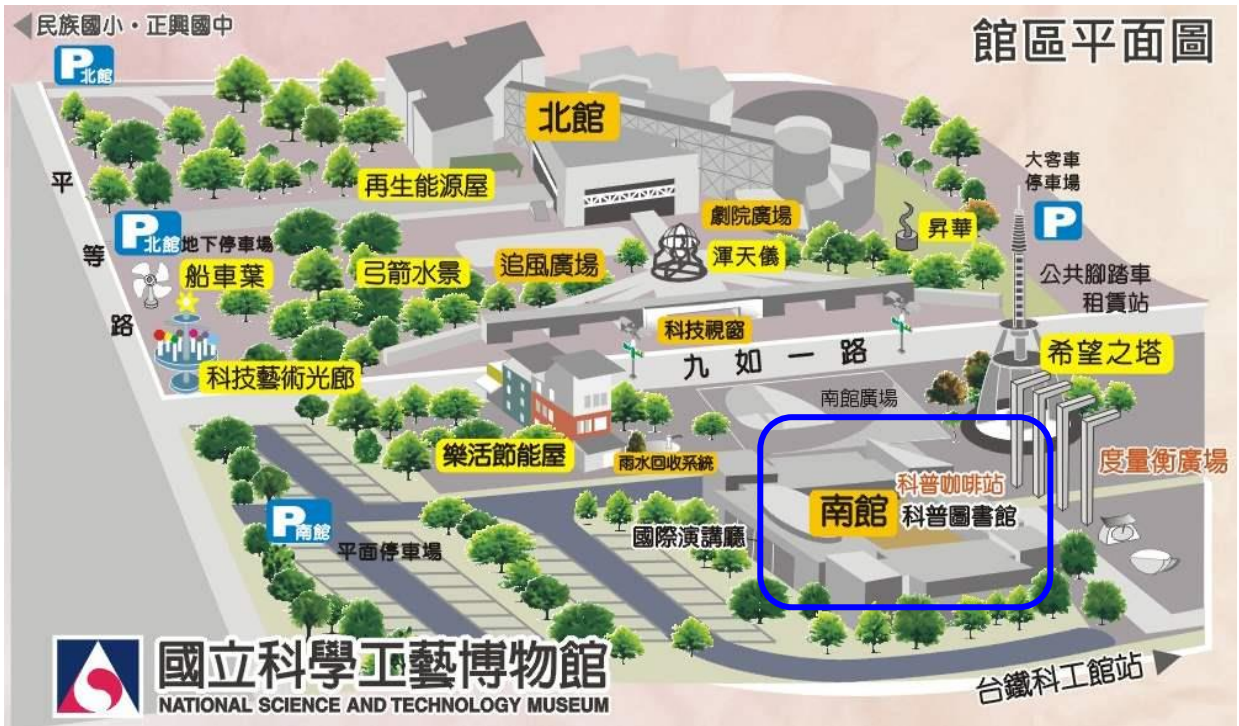 民族國小・正興國中
館區平面圖
P北館
北館
大客車
停車場
P
平等路
再生能源屋
劇院廣場
昇華
P北館 地下停車場
渾天儀
船車葉
弓箭水景
追風廣場
公共腳踏車
租賃站
科技視窗
九如一路
希望之塔
科技藝術光廊
南館廣場
樂活節能屋
雨水回收系統
度量衡廣場
科普咖啡站
南館
科普圖書館
P南館
平面停車場
國際演講廳
國立科學工藝博物館
NATIONAL SCIENCE AND TECHNOLOGY MUSEUM
台鐵科工館站